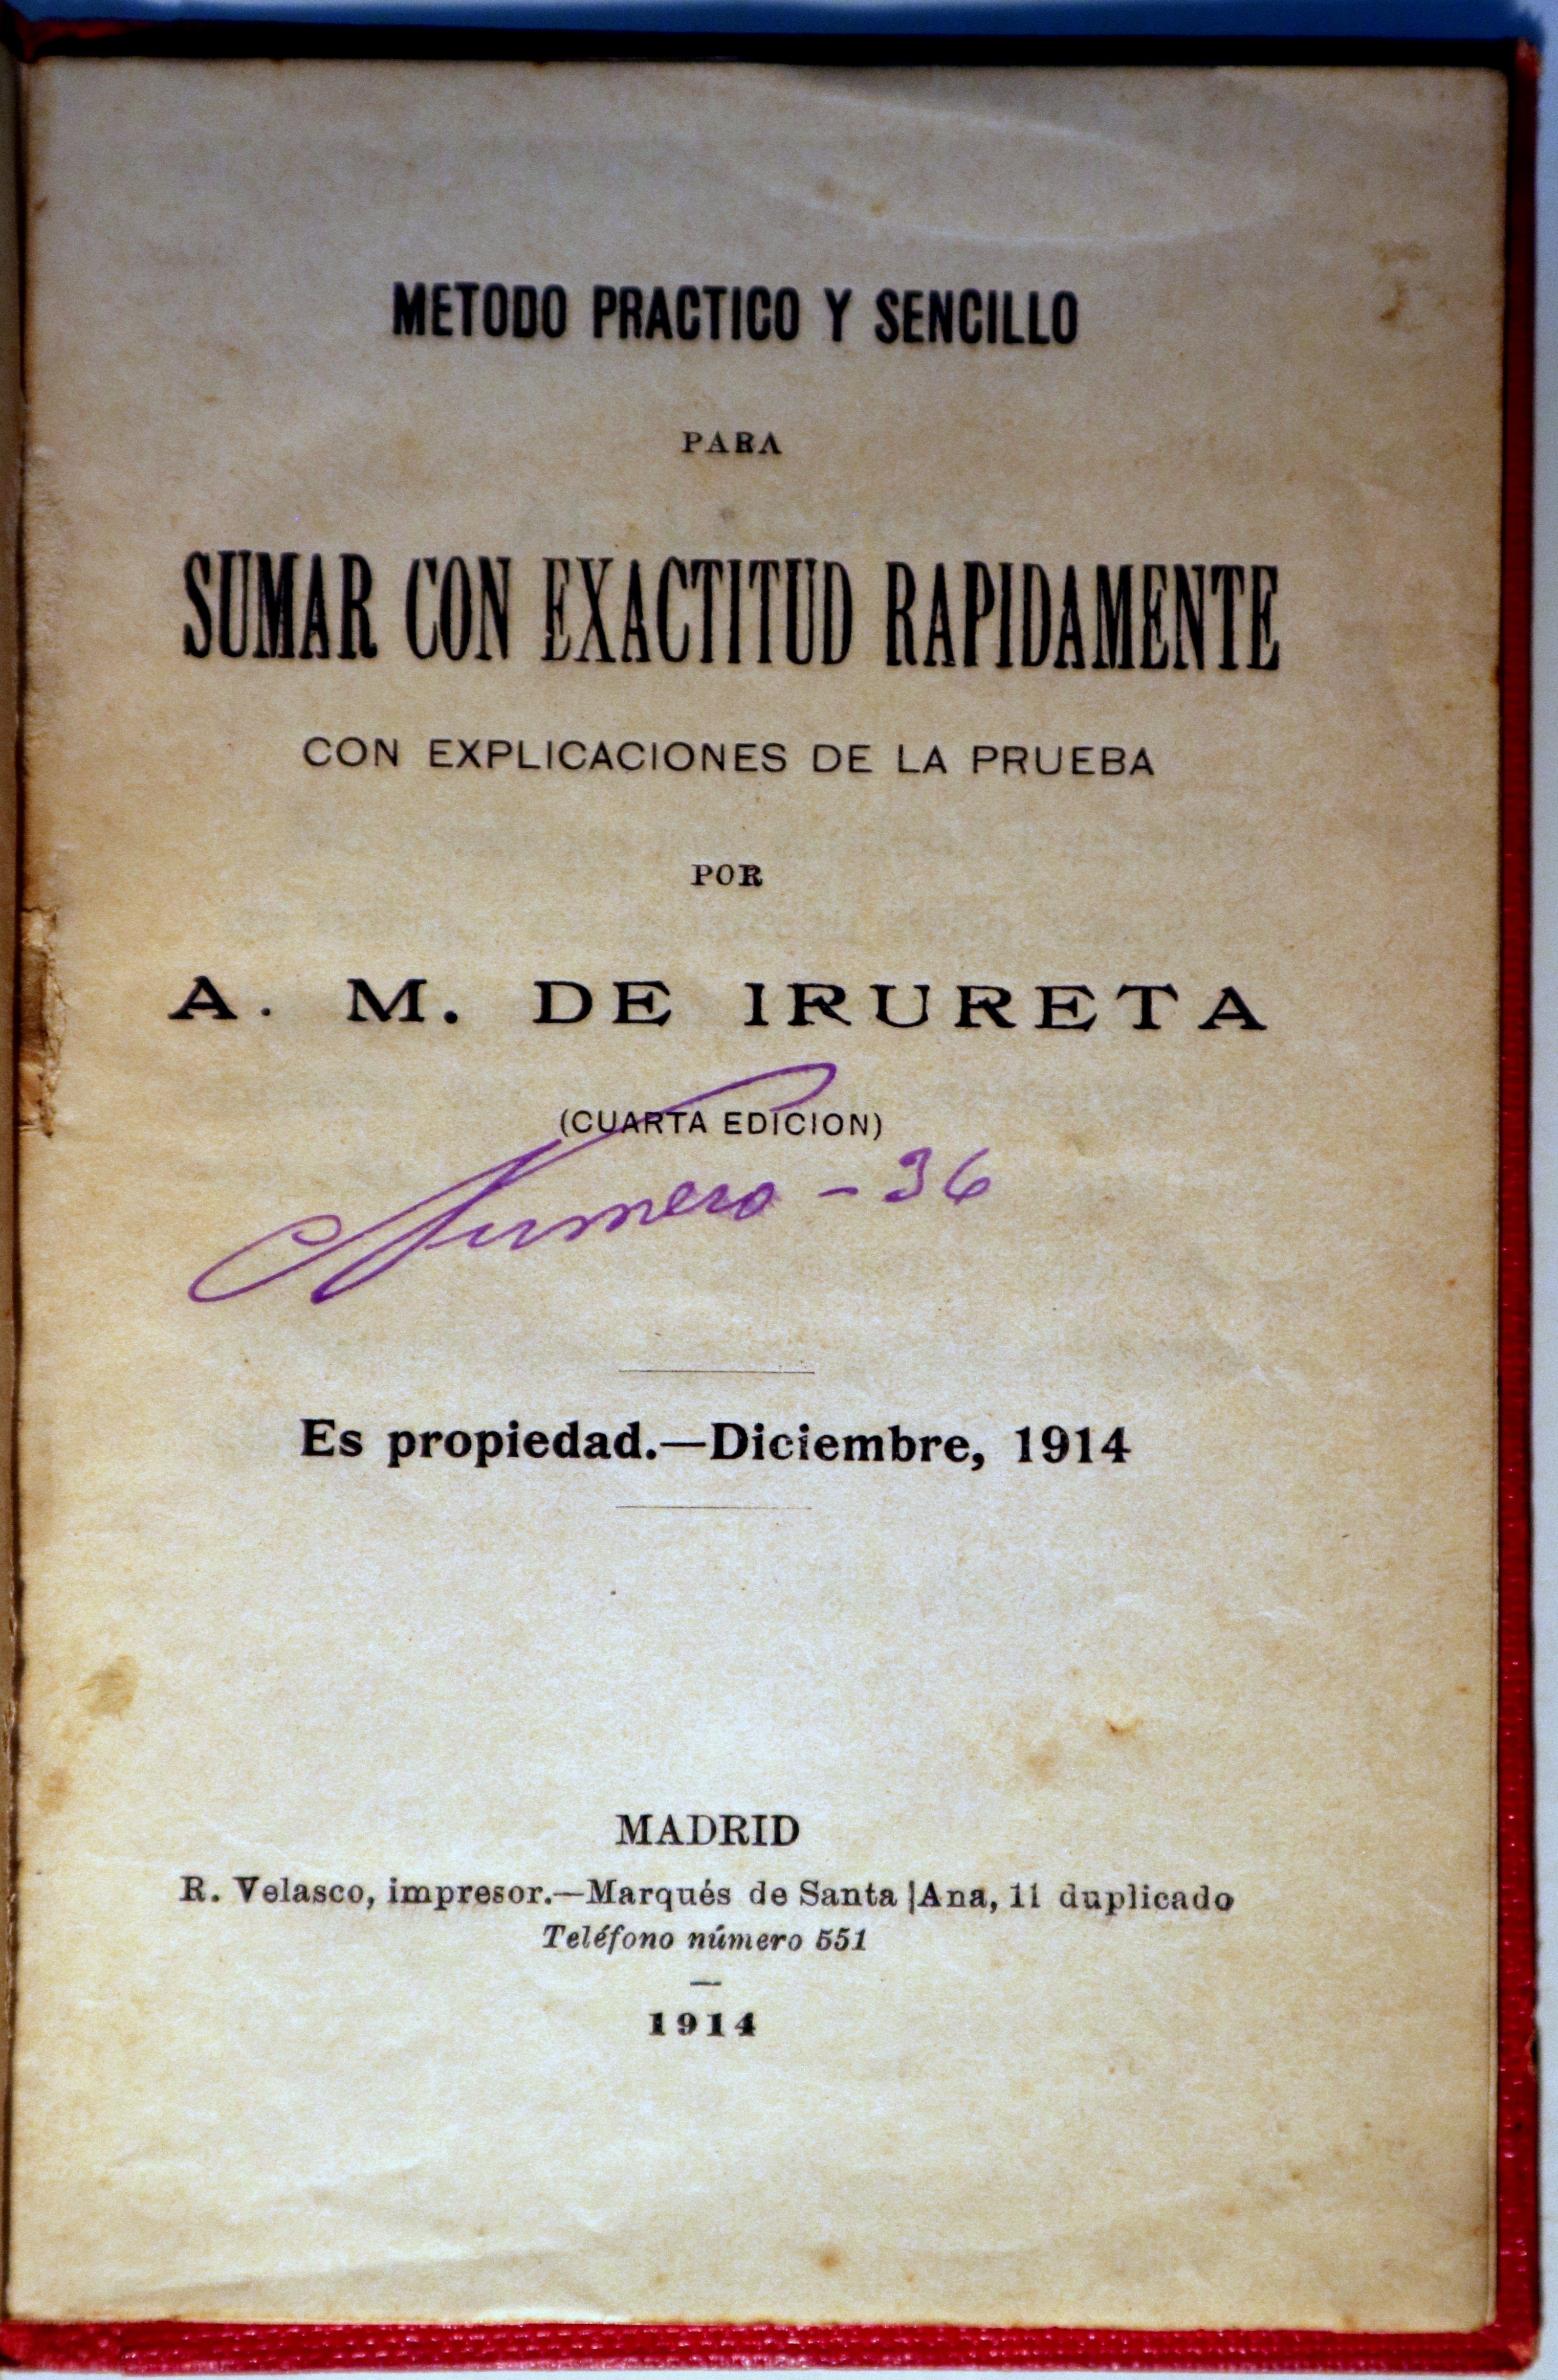 METODO PRACTICO Y SENCILLO
PARA
SUMAR CON EXACTITUD RAPIDAMENTE
CON EXPLICACIONES DE LA PRUEBA
POR
A. M. DE IRURETA
(CUARTA EDICION)
Numero - 36
Es propiedad.—Diciembre, 1914
MADRID
R. Velasco, impresor.—Marqués de Santa Ana, 11 duplicado
Teléfono número 551
1914